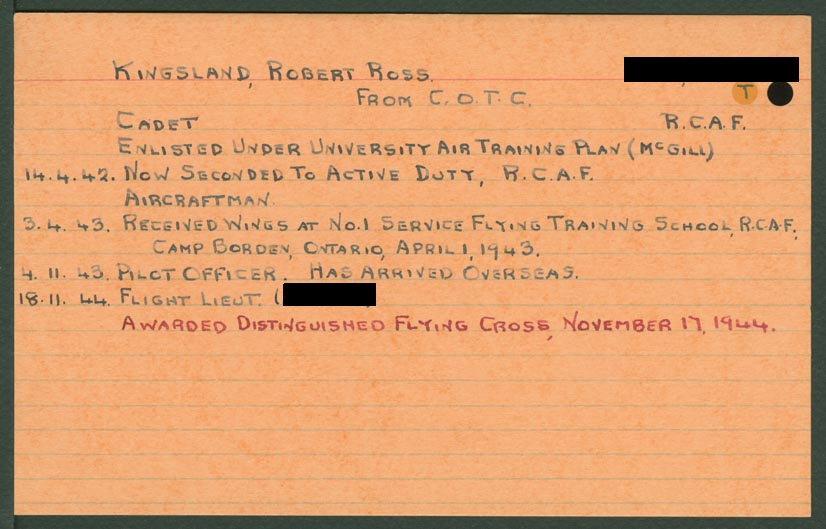 KINGSLAND, ROBERT ROSS.
T
FROM C.O.T.C.
CADET R.C.A.F.
ENLISTED UNDER UNIVERSITY AIR TRAINING PLAN (MCGILL)
14.4.42. NOW SECONDED TO ACTIVE DUTY, R.C.A.F.
AIRCRAFTMAN.
3.4.43. RECEIVED WINGS AT NO.1 SERVICE FLYING TRAINING SCHOOL, R.C.A.F,
CAMP BORDEN, ONTARIO, APRIL 1, 1943.
4.11.43. PILOT OFFICER. HAS ARRIVED OVERSEAS.
18.11.44. FLIGHT LIEUT. (
AWARDED DISTINGUISHED FLYING CROSS, NOVEMBER 17, 1944.